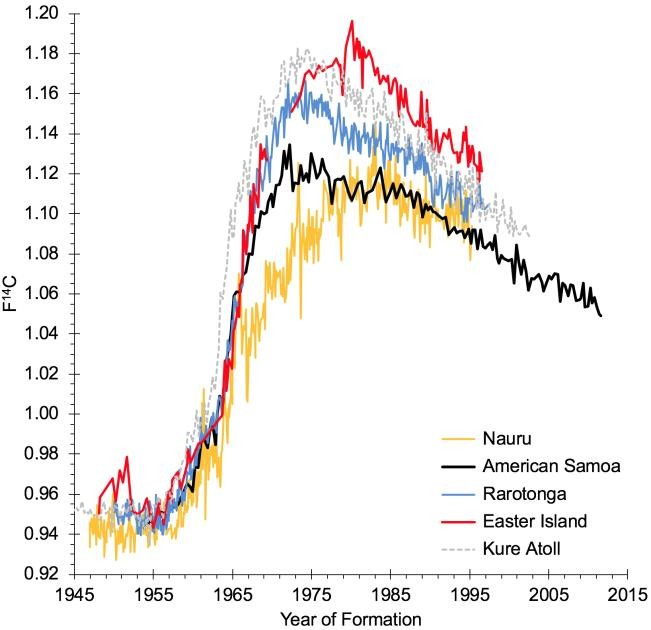 1.20
1.18
1.16
1.14
1.12
1.10
1.08
1.06
1.04
1.02
1.00
0.98
0.96
0.94
0.92
F¹⁴C
Nauru
American Samoa
Rarotonga
Easter Island
Kure Atoll
1945 1955 1965 1975 1985 1995 2005 2015
Year of Formation